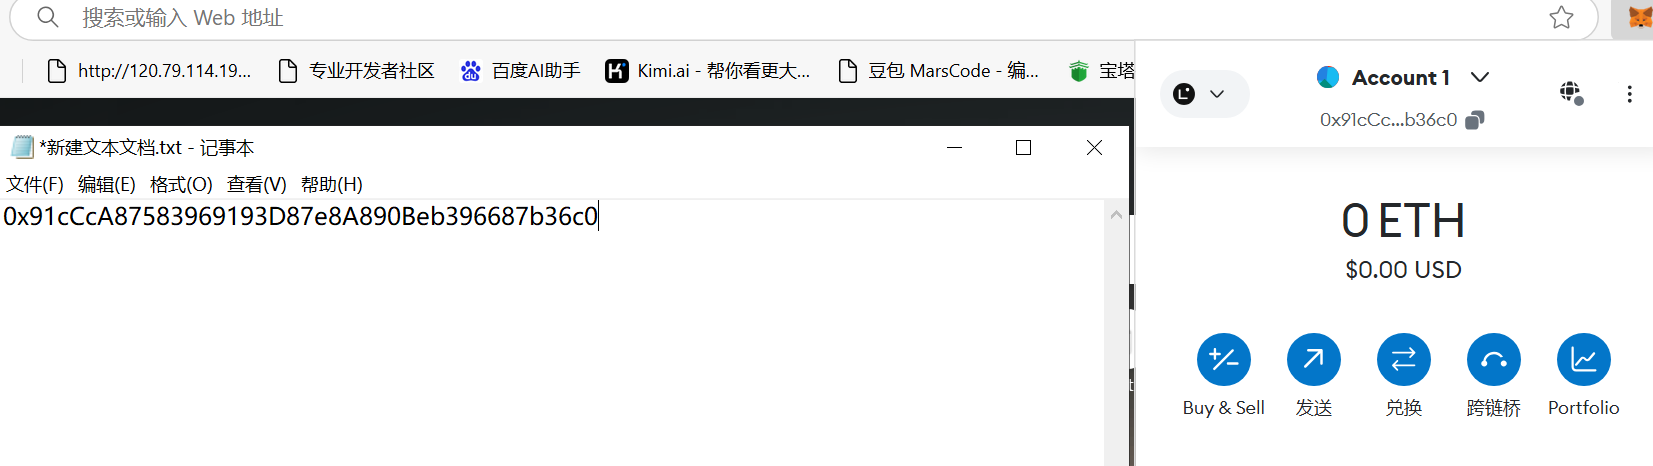 搜索或输入 Web 地址
http://120.79.114.19...
专业开发者社区
百度AI助手
Kimi.ai - 帮你看更大...
豆包 MarsCode - 编...
宝塔
*新建文本文档.txt - 记事本
文件(F) 编辑(E) 格式(O) 查看(V) 帮助(H)
0x91cCcA87583969193D87e8A890Beb396687b36c0
L
Account 1
0x91cCc...b36c0
0 ETH
$0.00 USD
Buy & Sell
发送
兑换
跨链桥
Portfolio